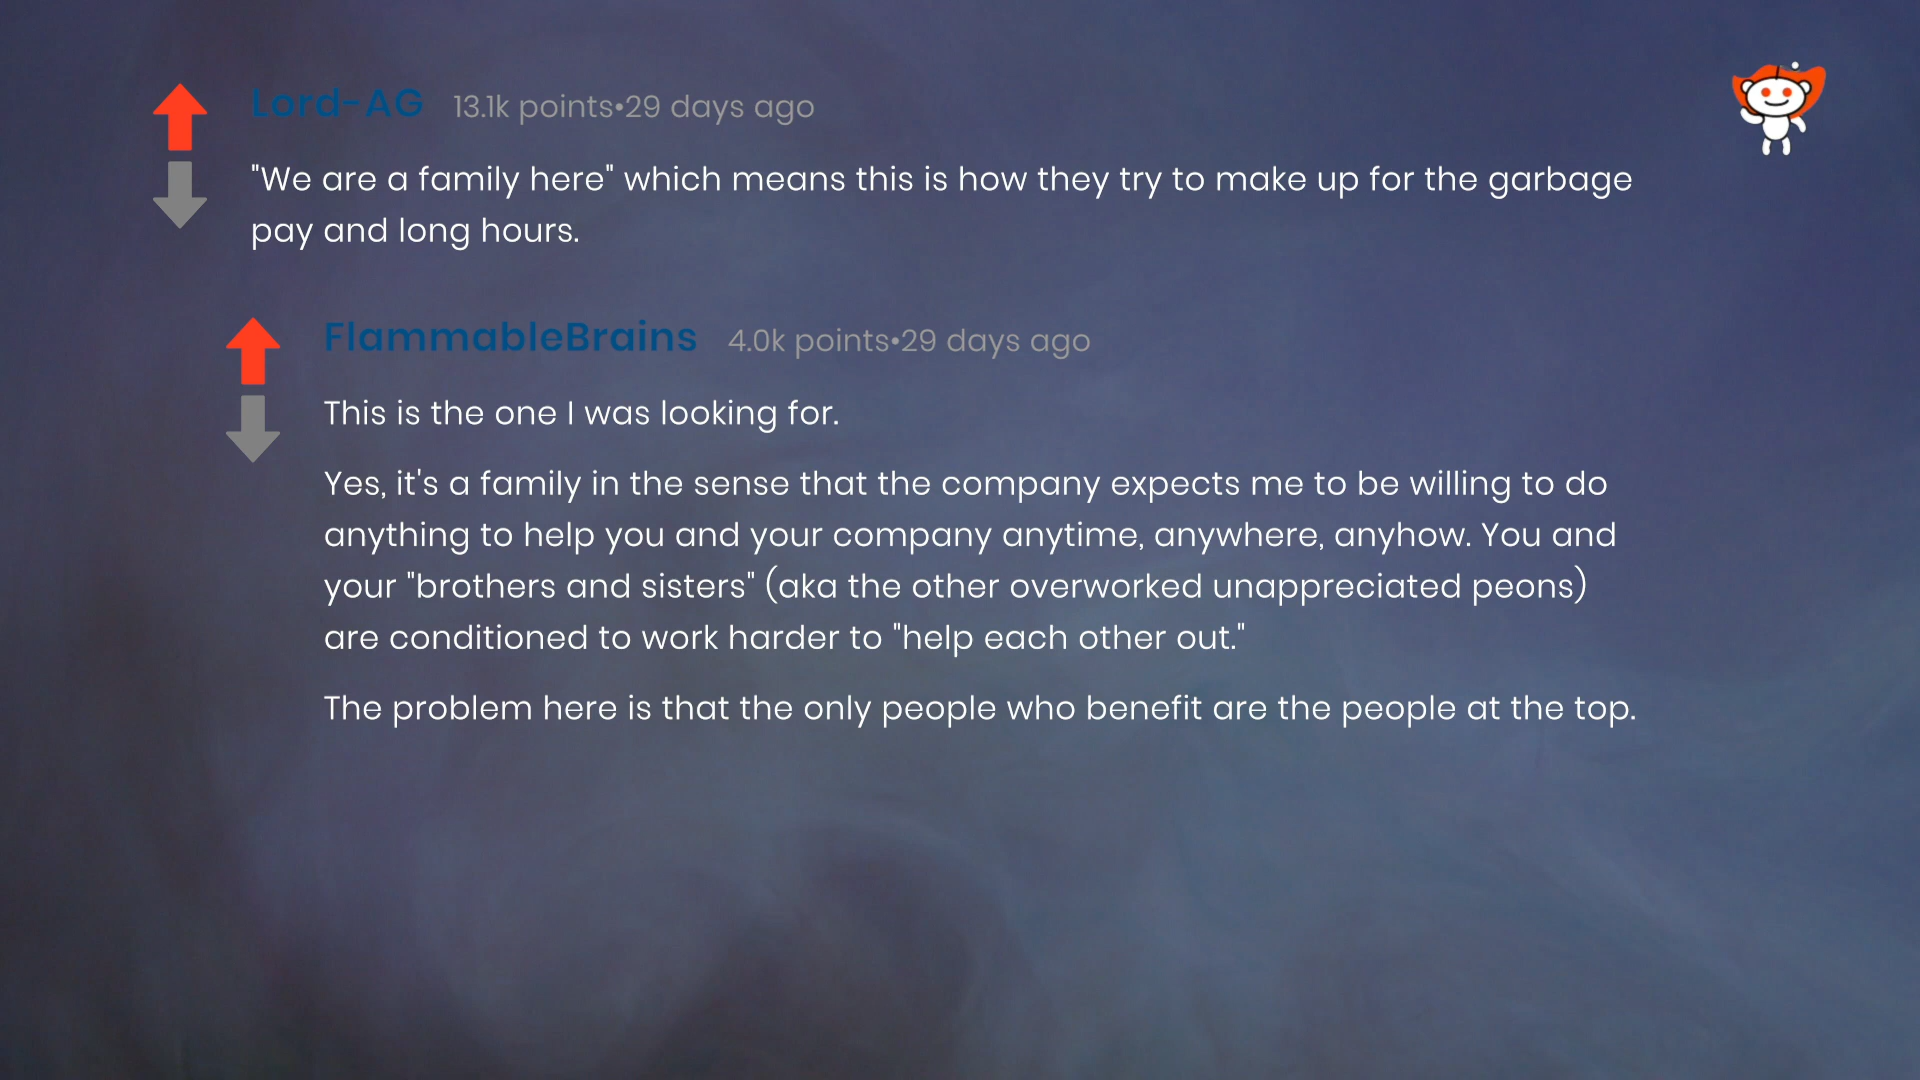 Lord-AG 13.1k points•29 days ago
"We are a family here" which means this is how they try to make up for the garbage
pay and long hours.
FlammableBrains 4.0k points•29 days ago
This is the one I was looking for.
Yes, it's a family in the sense that the company expects me to be willing to do
anything to help you and your company anytime, anywhere, anyhow. You and
your "brothers and sisters" (aka the other overworked unappreciated peons)
are conditioned to work harder to "help each other out."
The problem here is that the only people who benefit are the people at the top.